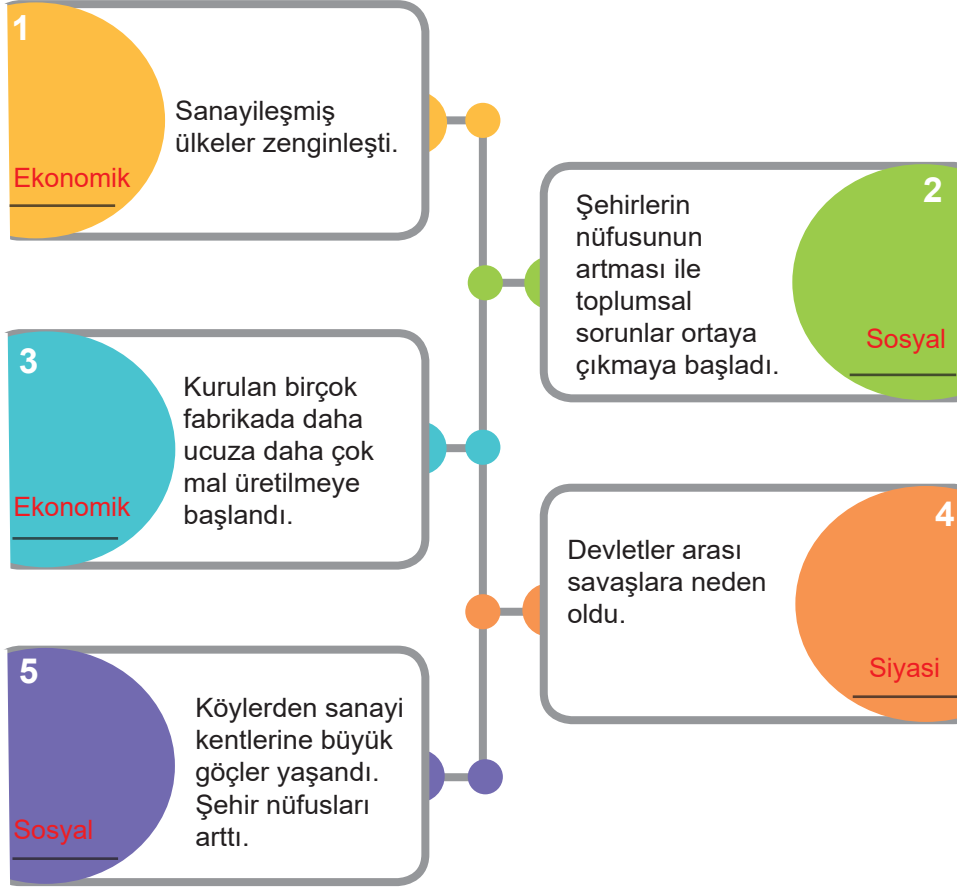 1
Sanayileşmiş
ülkeler zenginleşti.
Ekonomik
2
Şehirlerin
nüfusunun
artması ile
toplumsal
sorunlar ortaya
çıkmaya başladı.
Sosyal
3
Kurulan birçok
fabrikada daha
ucuza daha çok
mal üretilmeye
başlandı.
Ekonomik
4
Devletler arası
savaşlara neden
oldu.
Siyasi
5
Köylerden sanayi
kentlerine büyük
göçler yaşandı.
Şehir nüfusları
arttı.
Sosyal